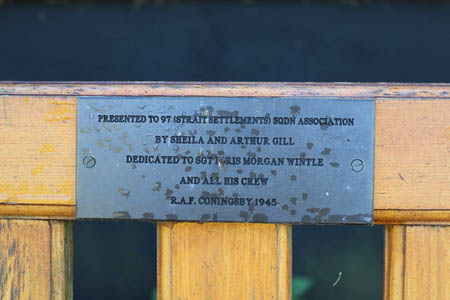 PRESENTED TO 97 (STRAIT SETTLEMENTS) SQDN ASSOCIATION
BY SHEILA AND ARTHUR GILL
DEDICATED TO SGT IORIS MORGAN WINTLE
AND ALL HIS CREW
R.A.F. CONINGSBY 1945